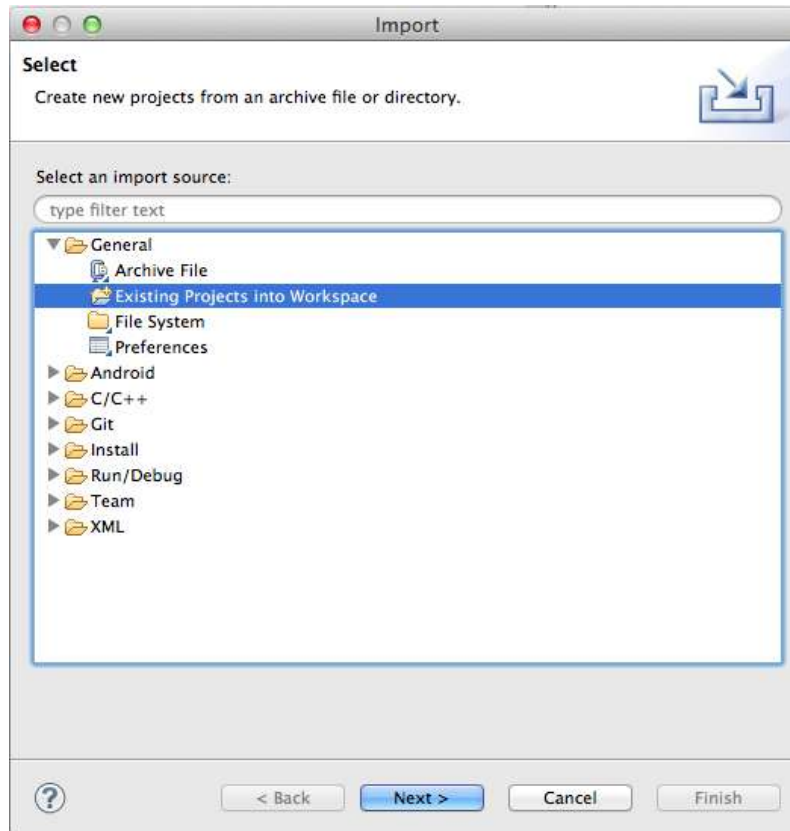 Import
Select
Create new projects from an archive file or directory.
Select an import source:
type filter text
General
Archive File
Existing Projects into Workspace
File System
Preferences
Android
C/C++
Git
Install
Run/Debug
Team
XML
? < Back Next > Cancel Finish